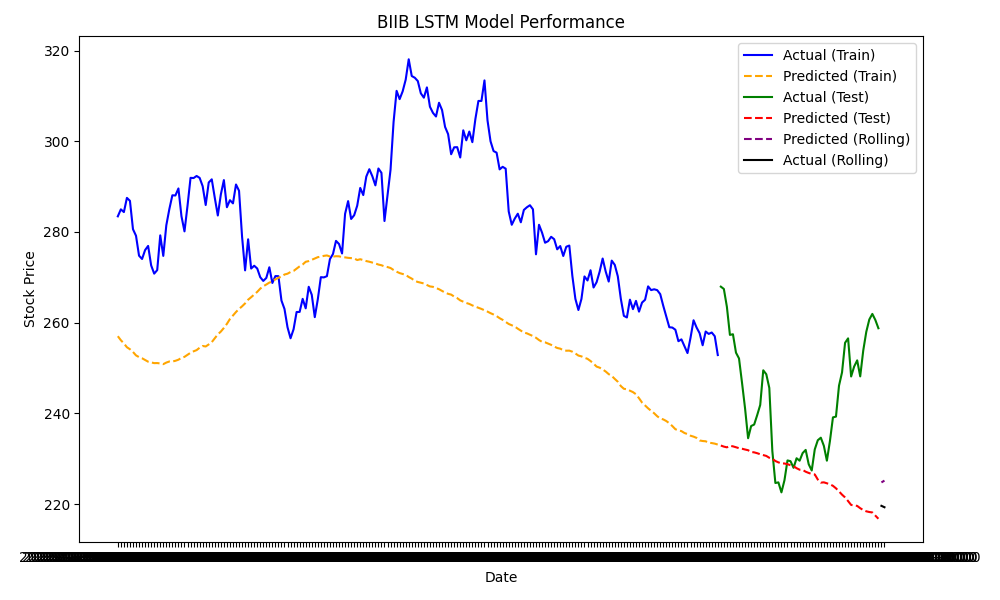 BIIB LSTM Model Performance
Stock Price
320
300
280
260
240
220
Actual (Train)
Predicted (Train)
Actual (Test)
Predicted (Test)
Predicted (Rolling)
Actual (Rolling)
Date